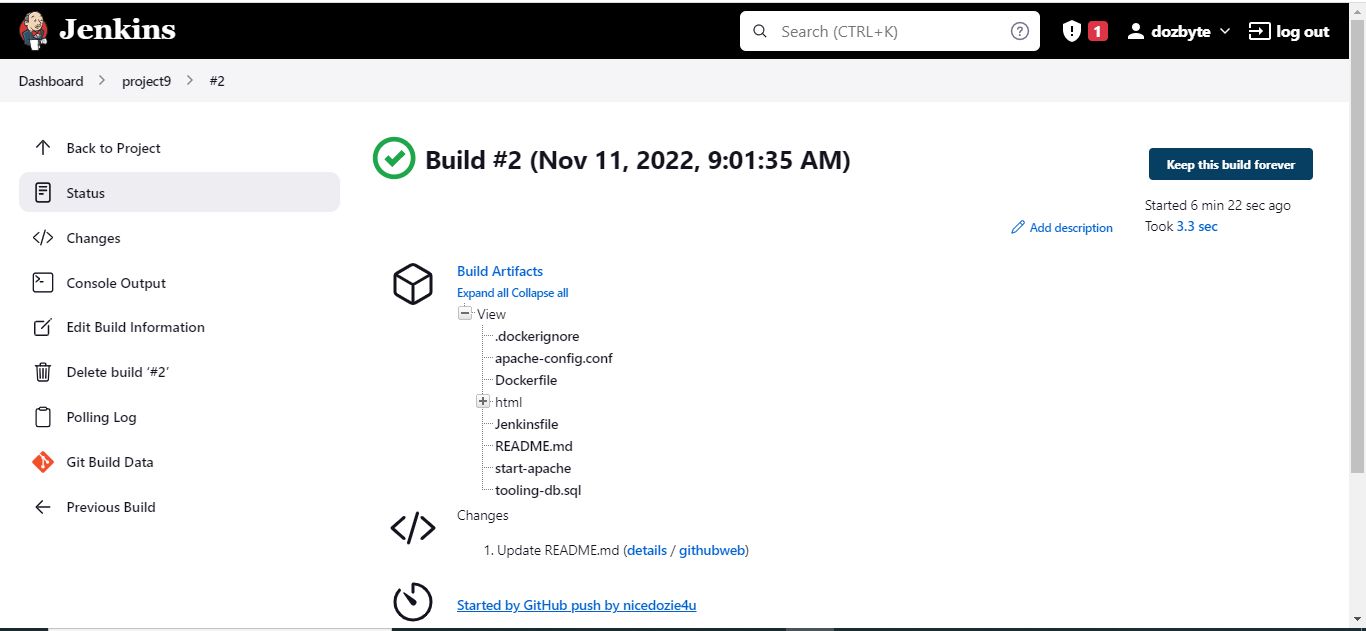 Jenkins
Search (CTRL+K)
1
dozbyte
log out
Dashboard
project9
#2
Back to Project
Status
Changes
Console Output
Edit Build Information
Delete build ‘#2’
Polling Log
Git Build Data
Previous Build
Build #2 (Nov 11, 2022, 9:01:35 AM)
Keep this build forever
Started 6 min 22 sec ago
Took 3.3 sec
Add description
Build Artifacts
Expand all Collapse all
View
.dockerignore
apache-config.conf
Dockerfile
html
Jenkinsfile
README.md
start-apache
tooling-db.sql
Changes
1. Update README.md (details / githubweb)
Started by GitHub push by nicedozie4u